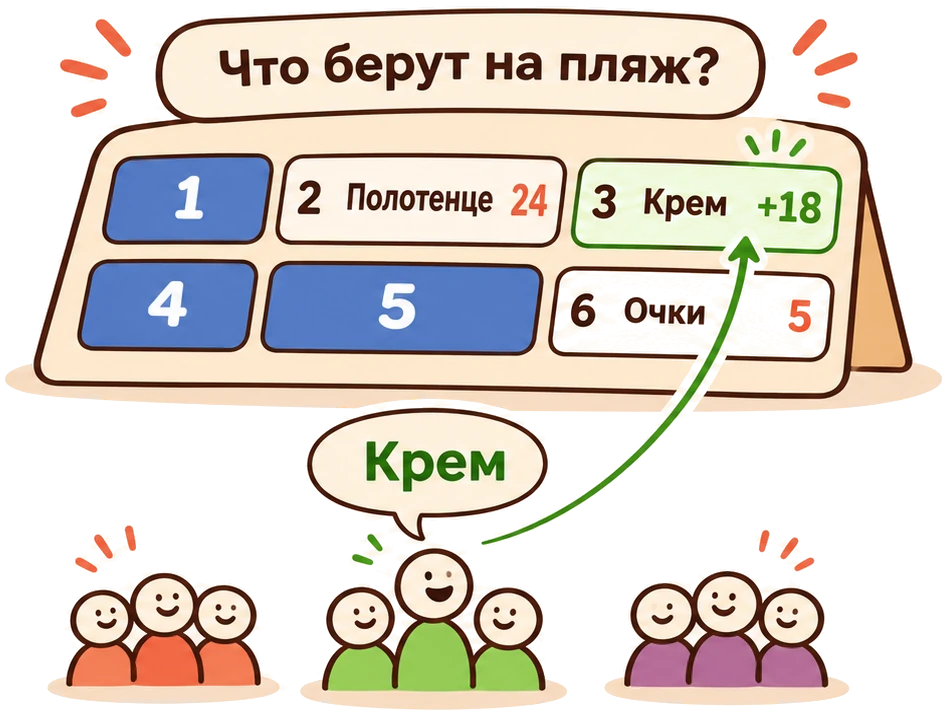 Что берут на пляж?
1
2 Полотенце 24
3 Крем +18
4
5
6 Очки 5
Крем